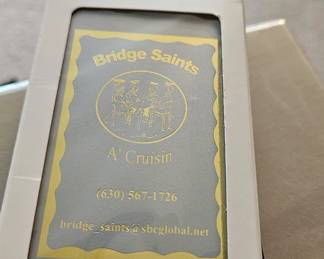 Bridge Saints
A' Cruisin
(630) 567-1726
bridge_saints@sbcglobal.net